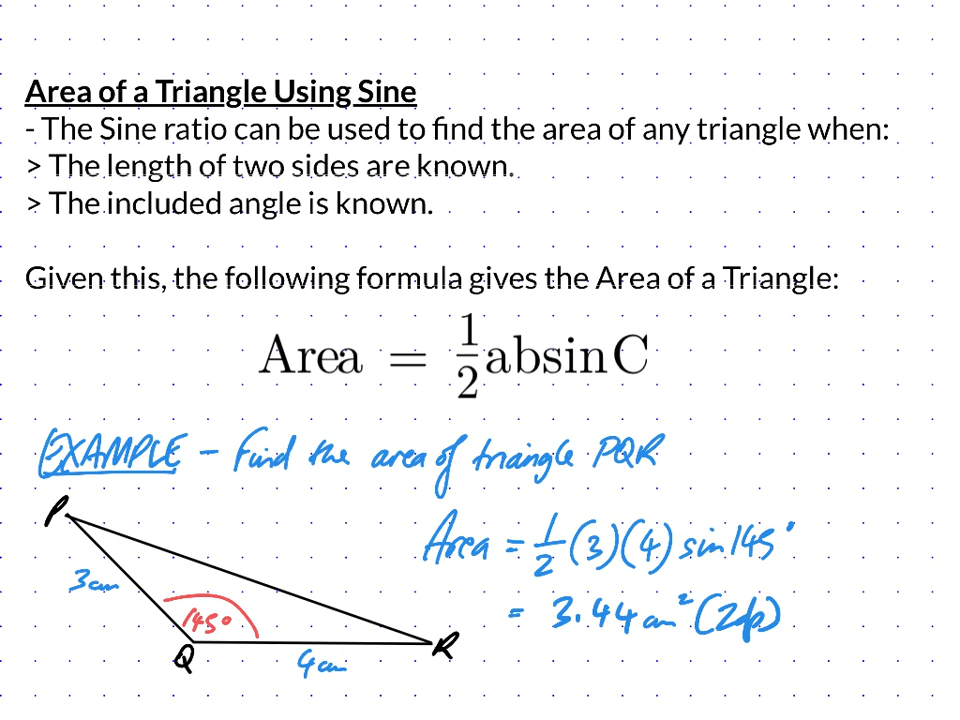 Area of a Triangle Using Sine
- The Sine ratio can be used to find the area of any triangle when:
> The length of two sides are known.
> The included angle is known.
Given this, the following formula gives the Area of a Triangle:
Area = 1/2 absin C
EXAMPLE - Find the area of triangle PQR
P
3cm
145°
Q
4cm
R
Area = 1/2 (3)(4) sin 145°
= 3.44 cm² (2dp)